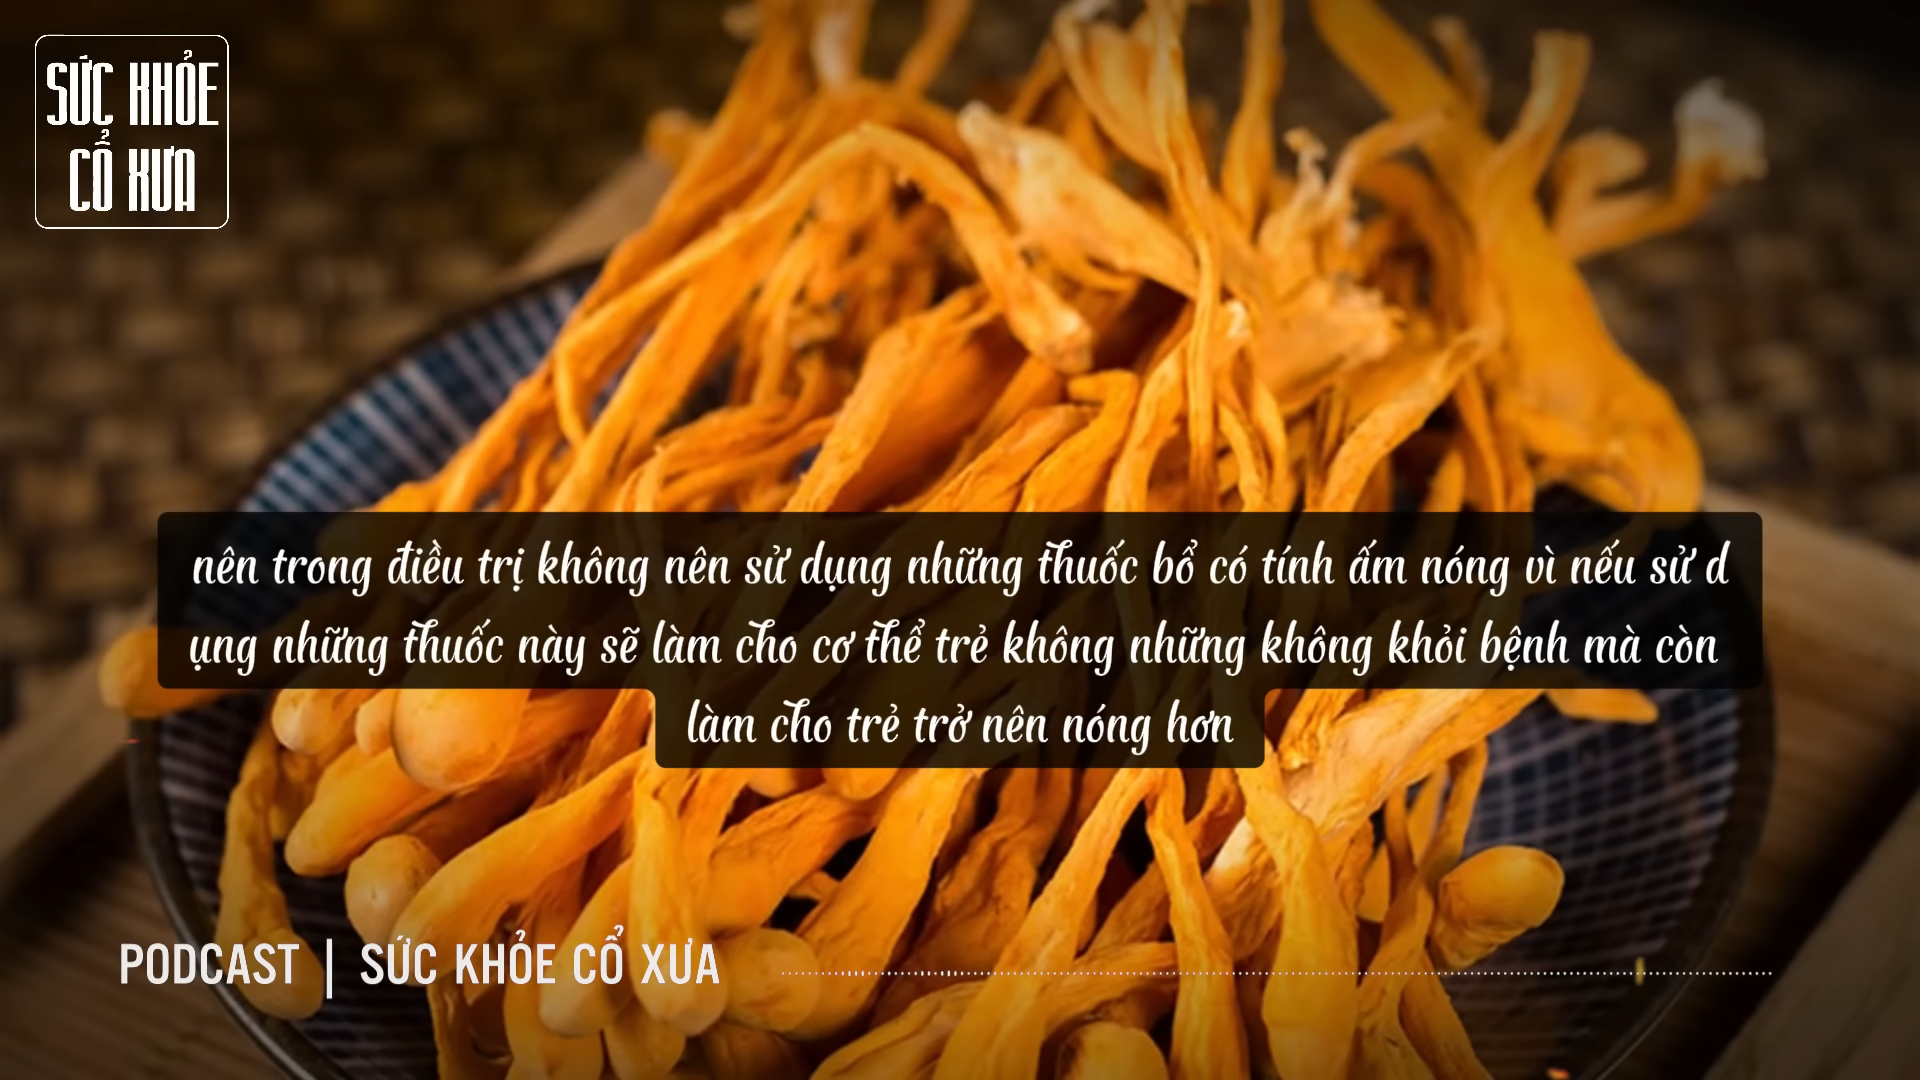 SỨC KHỎE
CỔ XƯA
nên trong điều trị không nên sử dụng những thuốc bổ có tính ấm nóng vì nếu sử d
ụng những thuốc này sẽ làm cho cơ thể trẻ không những không khỏi bệnh mà còn
làm cho trẻ trở nên nóng hơn
PODCAST | SỨC KHỎE CỔ XƯA